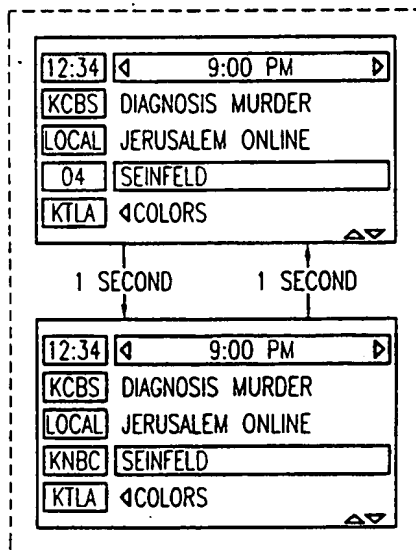 12:34 9:00 PM
KCBS DIAGNOSIS MURDER
LOCAL JERUSALEM ONLINE
04 SEINFELD
KTLA COLORS
1 SECOND 1 SECOND
12:34 9:00 PM
KCBS DIAGNOSIS MURDER
LOCAL JERUSALEM ONLINE
KNBC SEINFELD
KTLA COLORS